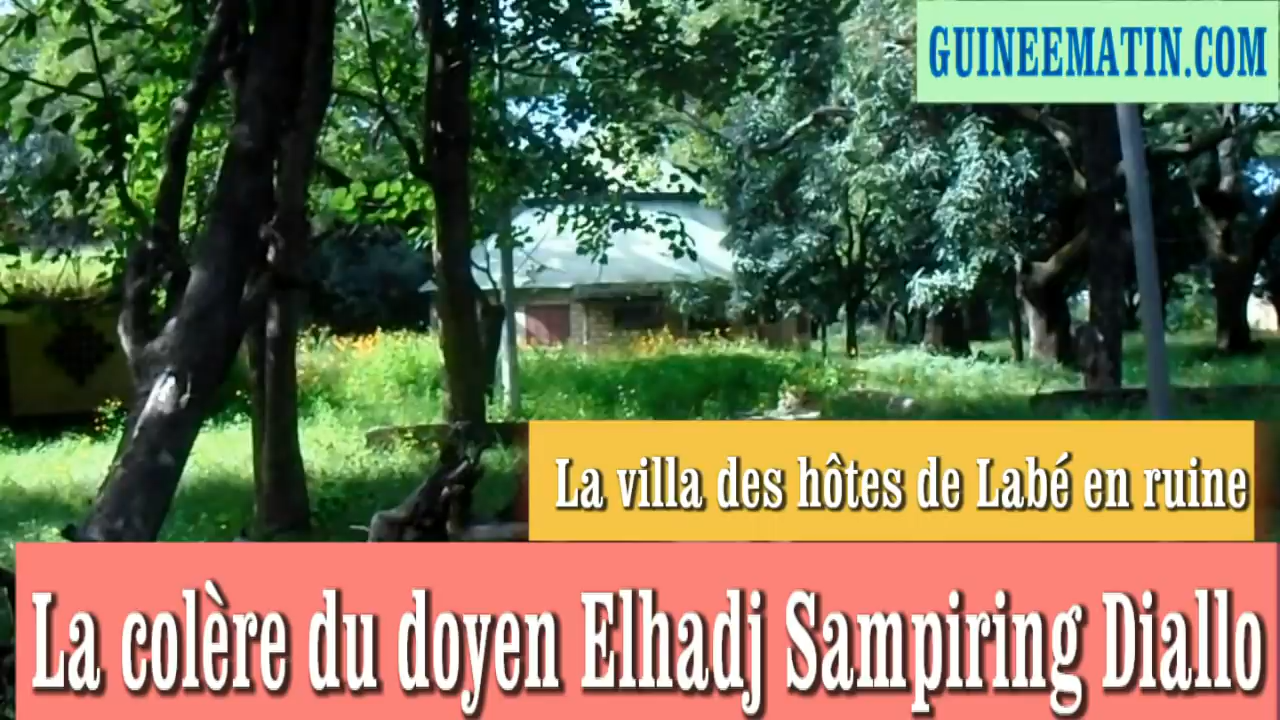 GUINEEMATIN.COM
La villa des hôtes de Labé en ruine
La colère du doyen Elhadj Sampiring Diallo